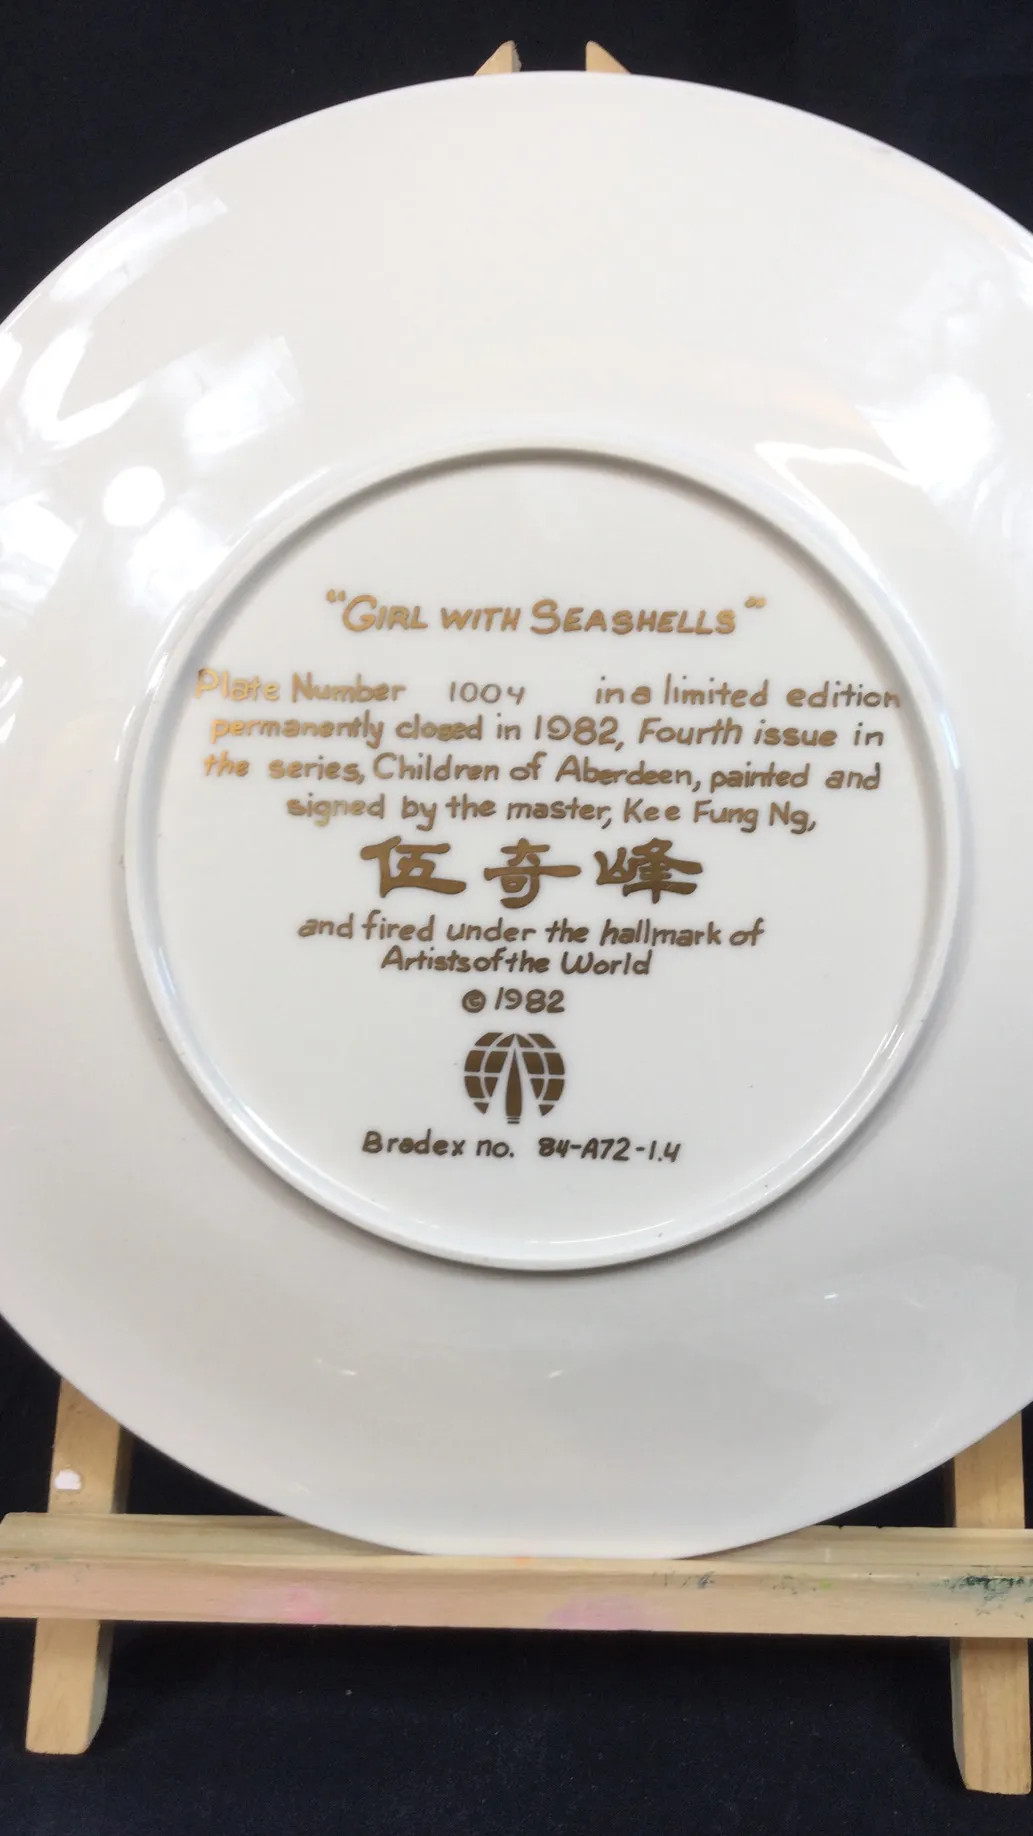 "GIRL WITH SEASHELLS"
Plate Number 1004 in a limited edition
permanently closed in 1982, Fourth issue in
the series, Children of Aberdeen, painted and
signed by the master, Kee Fung Ng,
伍奇峰
and fired under the hallmark of
Artists of the World
© 1982
Bradex no. 84-A72-1.4